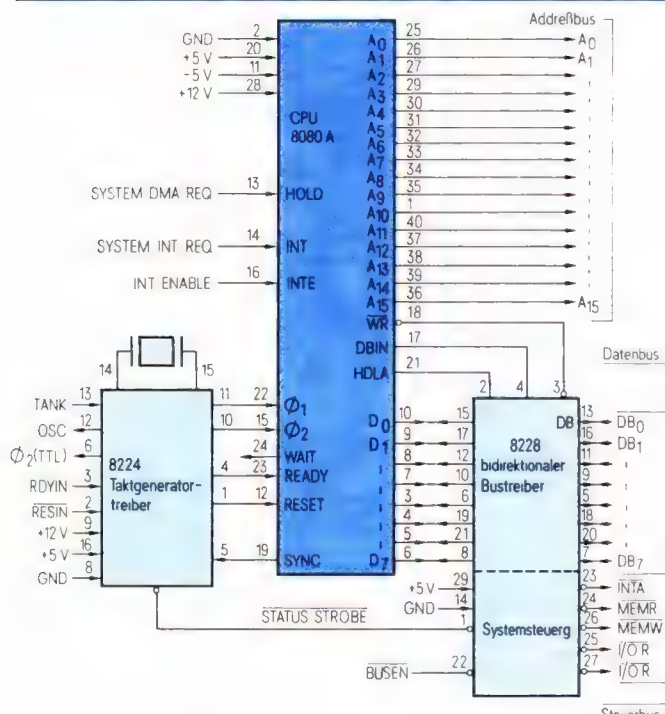 Addreßbus
GND 2
+5 V 20
-5 V 11
+12 V 28
CPU
8080 A
A0 25 A0
A1 26 A1
A2 27
A3 29
A4 30
A5 31
A6 32
A7 33
A8 34
A9 35
A10 1
A11 40
A12 37
A13 38
A14 39
A15 36 A15
SYSTEM DMA REQ 13 HOLD
SYSTEM INT REQ 14 INT
INT ENABLE 16 INTE
WR 18
DBIN 17
HDLA 21
Datenbus
14 15
2 4 3
TANK 13
OSC 12
Φ2(TTL) 6
RDYIN 3
RESIN 2
+12 V 9
+5 V 16
GND 8
8224
Taktgenerator-
treiber
11 22 Φ1
10 15 Φ2
24 WAIT
4 23 READY
1 12 RESET
5 19 SYNC
D0 10 15
D1 9 17
8 12
7 10
3 6
4 19
5 21
D7 6 8
DB 13 DB0
16 DB1
11
9
5
18
20
7 DB7
8228
bidirektionaler
Bustreiber
+5 V 29
GND 14
STATUS STROBE 1
BUSEN 22
Systemsteuerg
23 INTA
24 MEMR
26 MEMW
25 I/O R
27 I/O R
Steuerbus